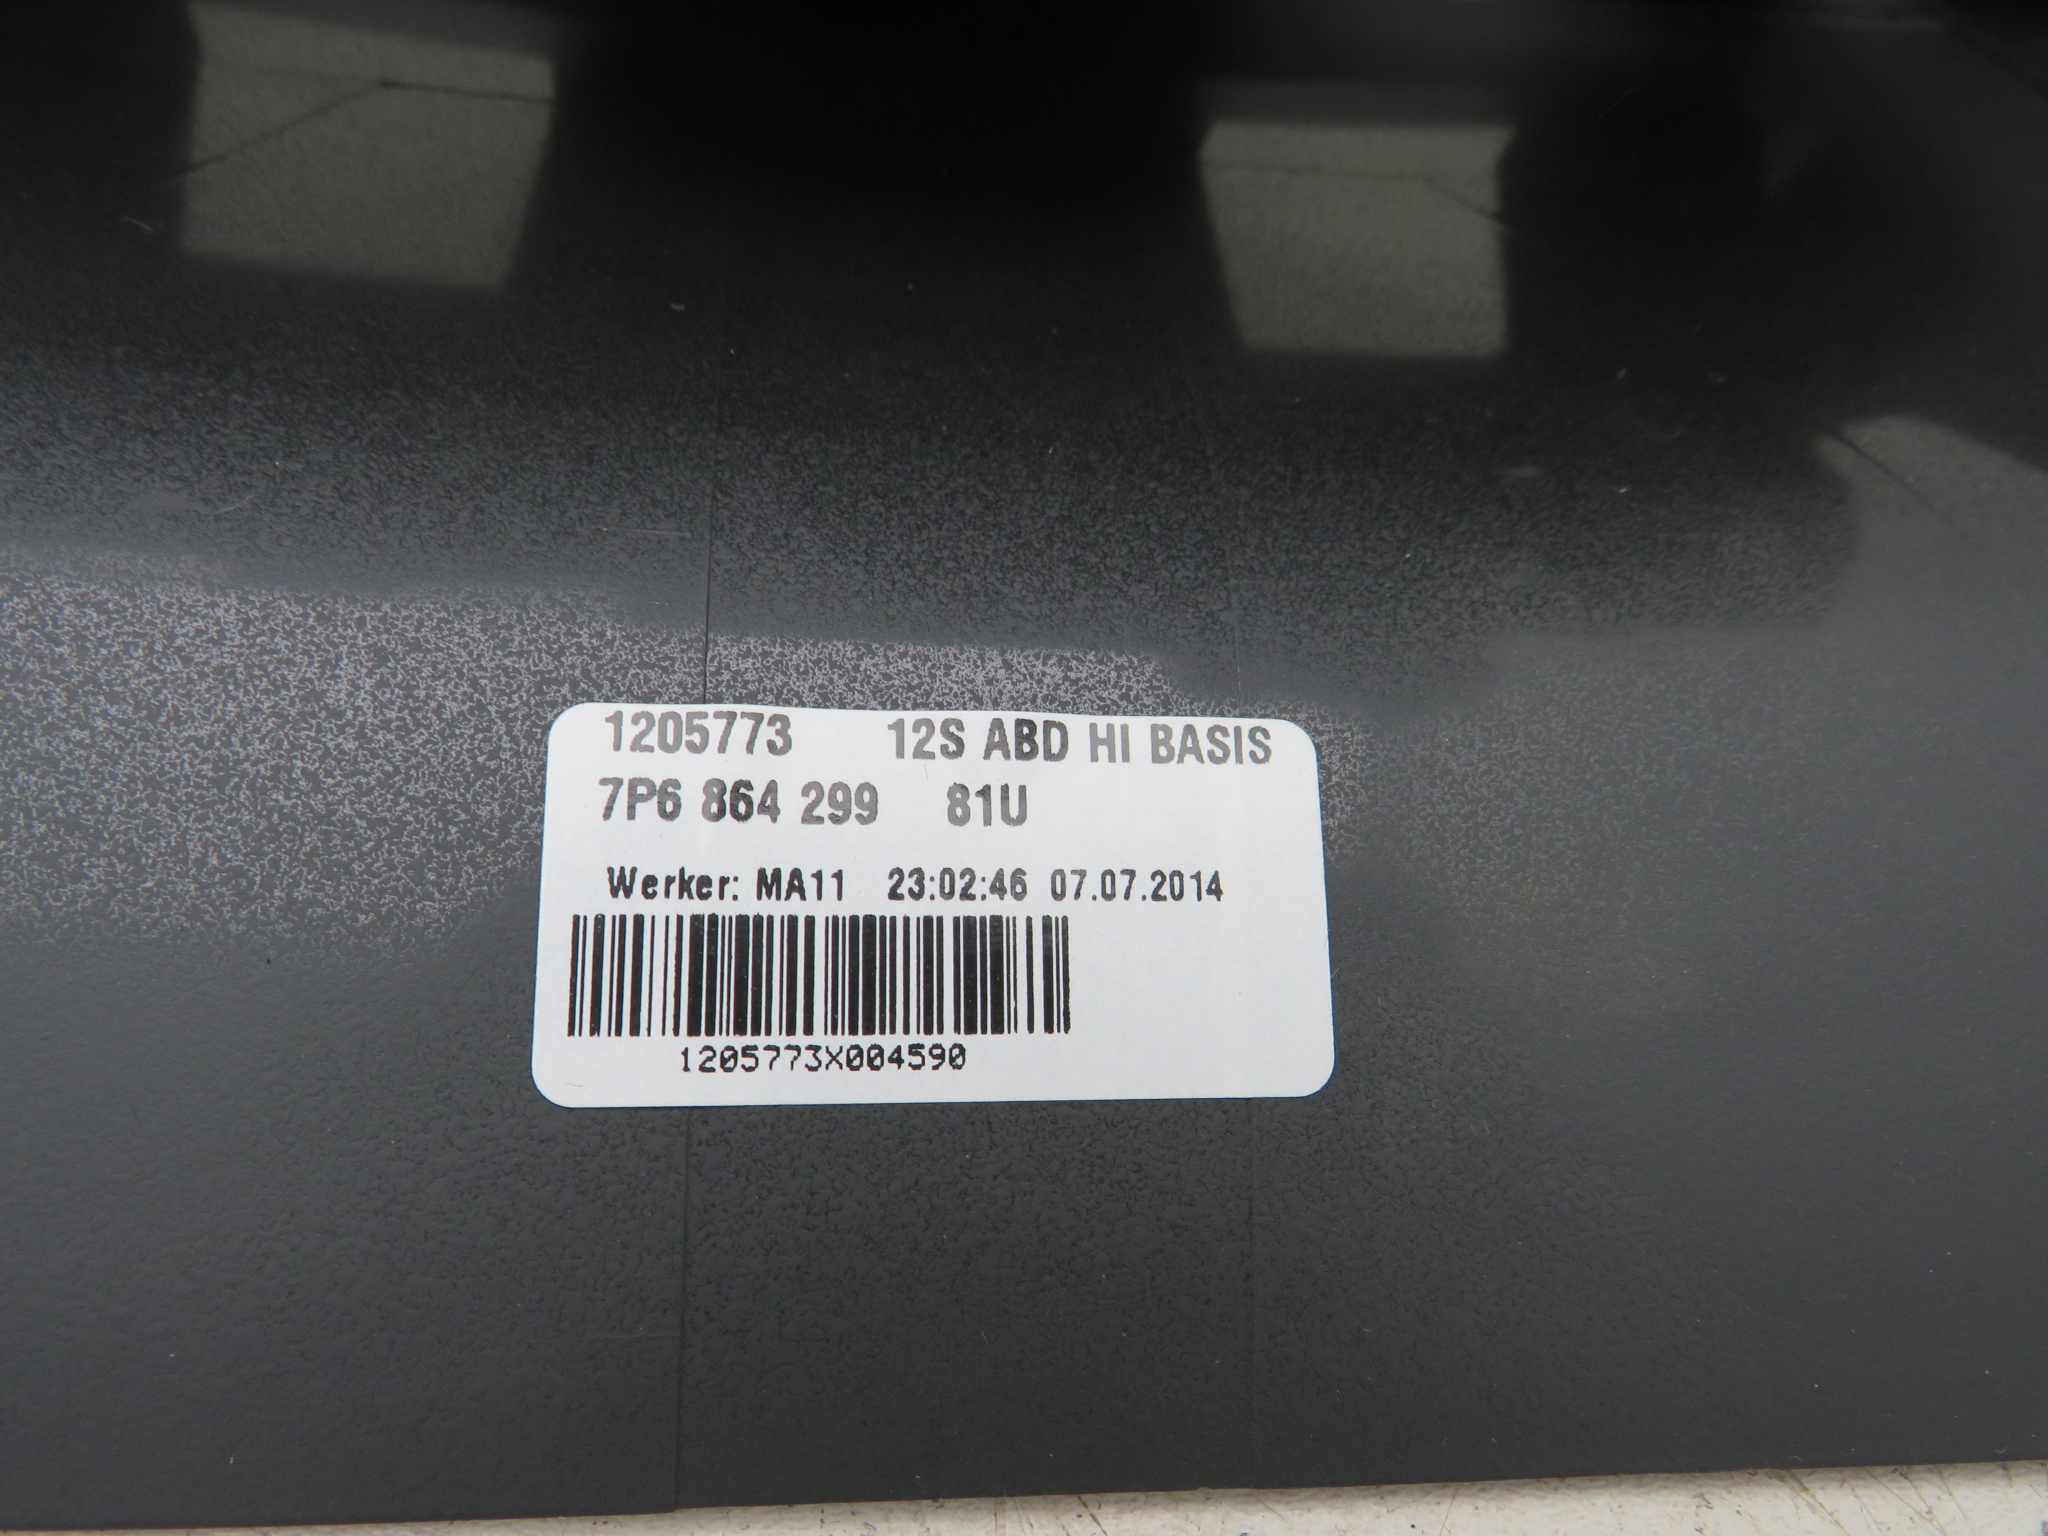 1205773 12S ABD HI BASIS
7P6 864 299 81U
Werker: MA11 23:02:46 07.07.2014
1205773X004590